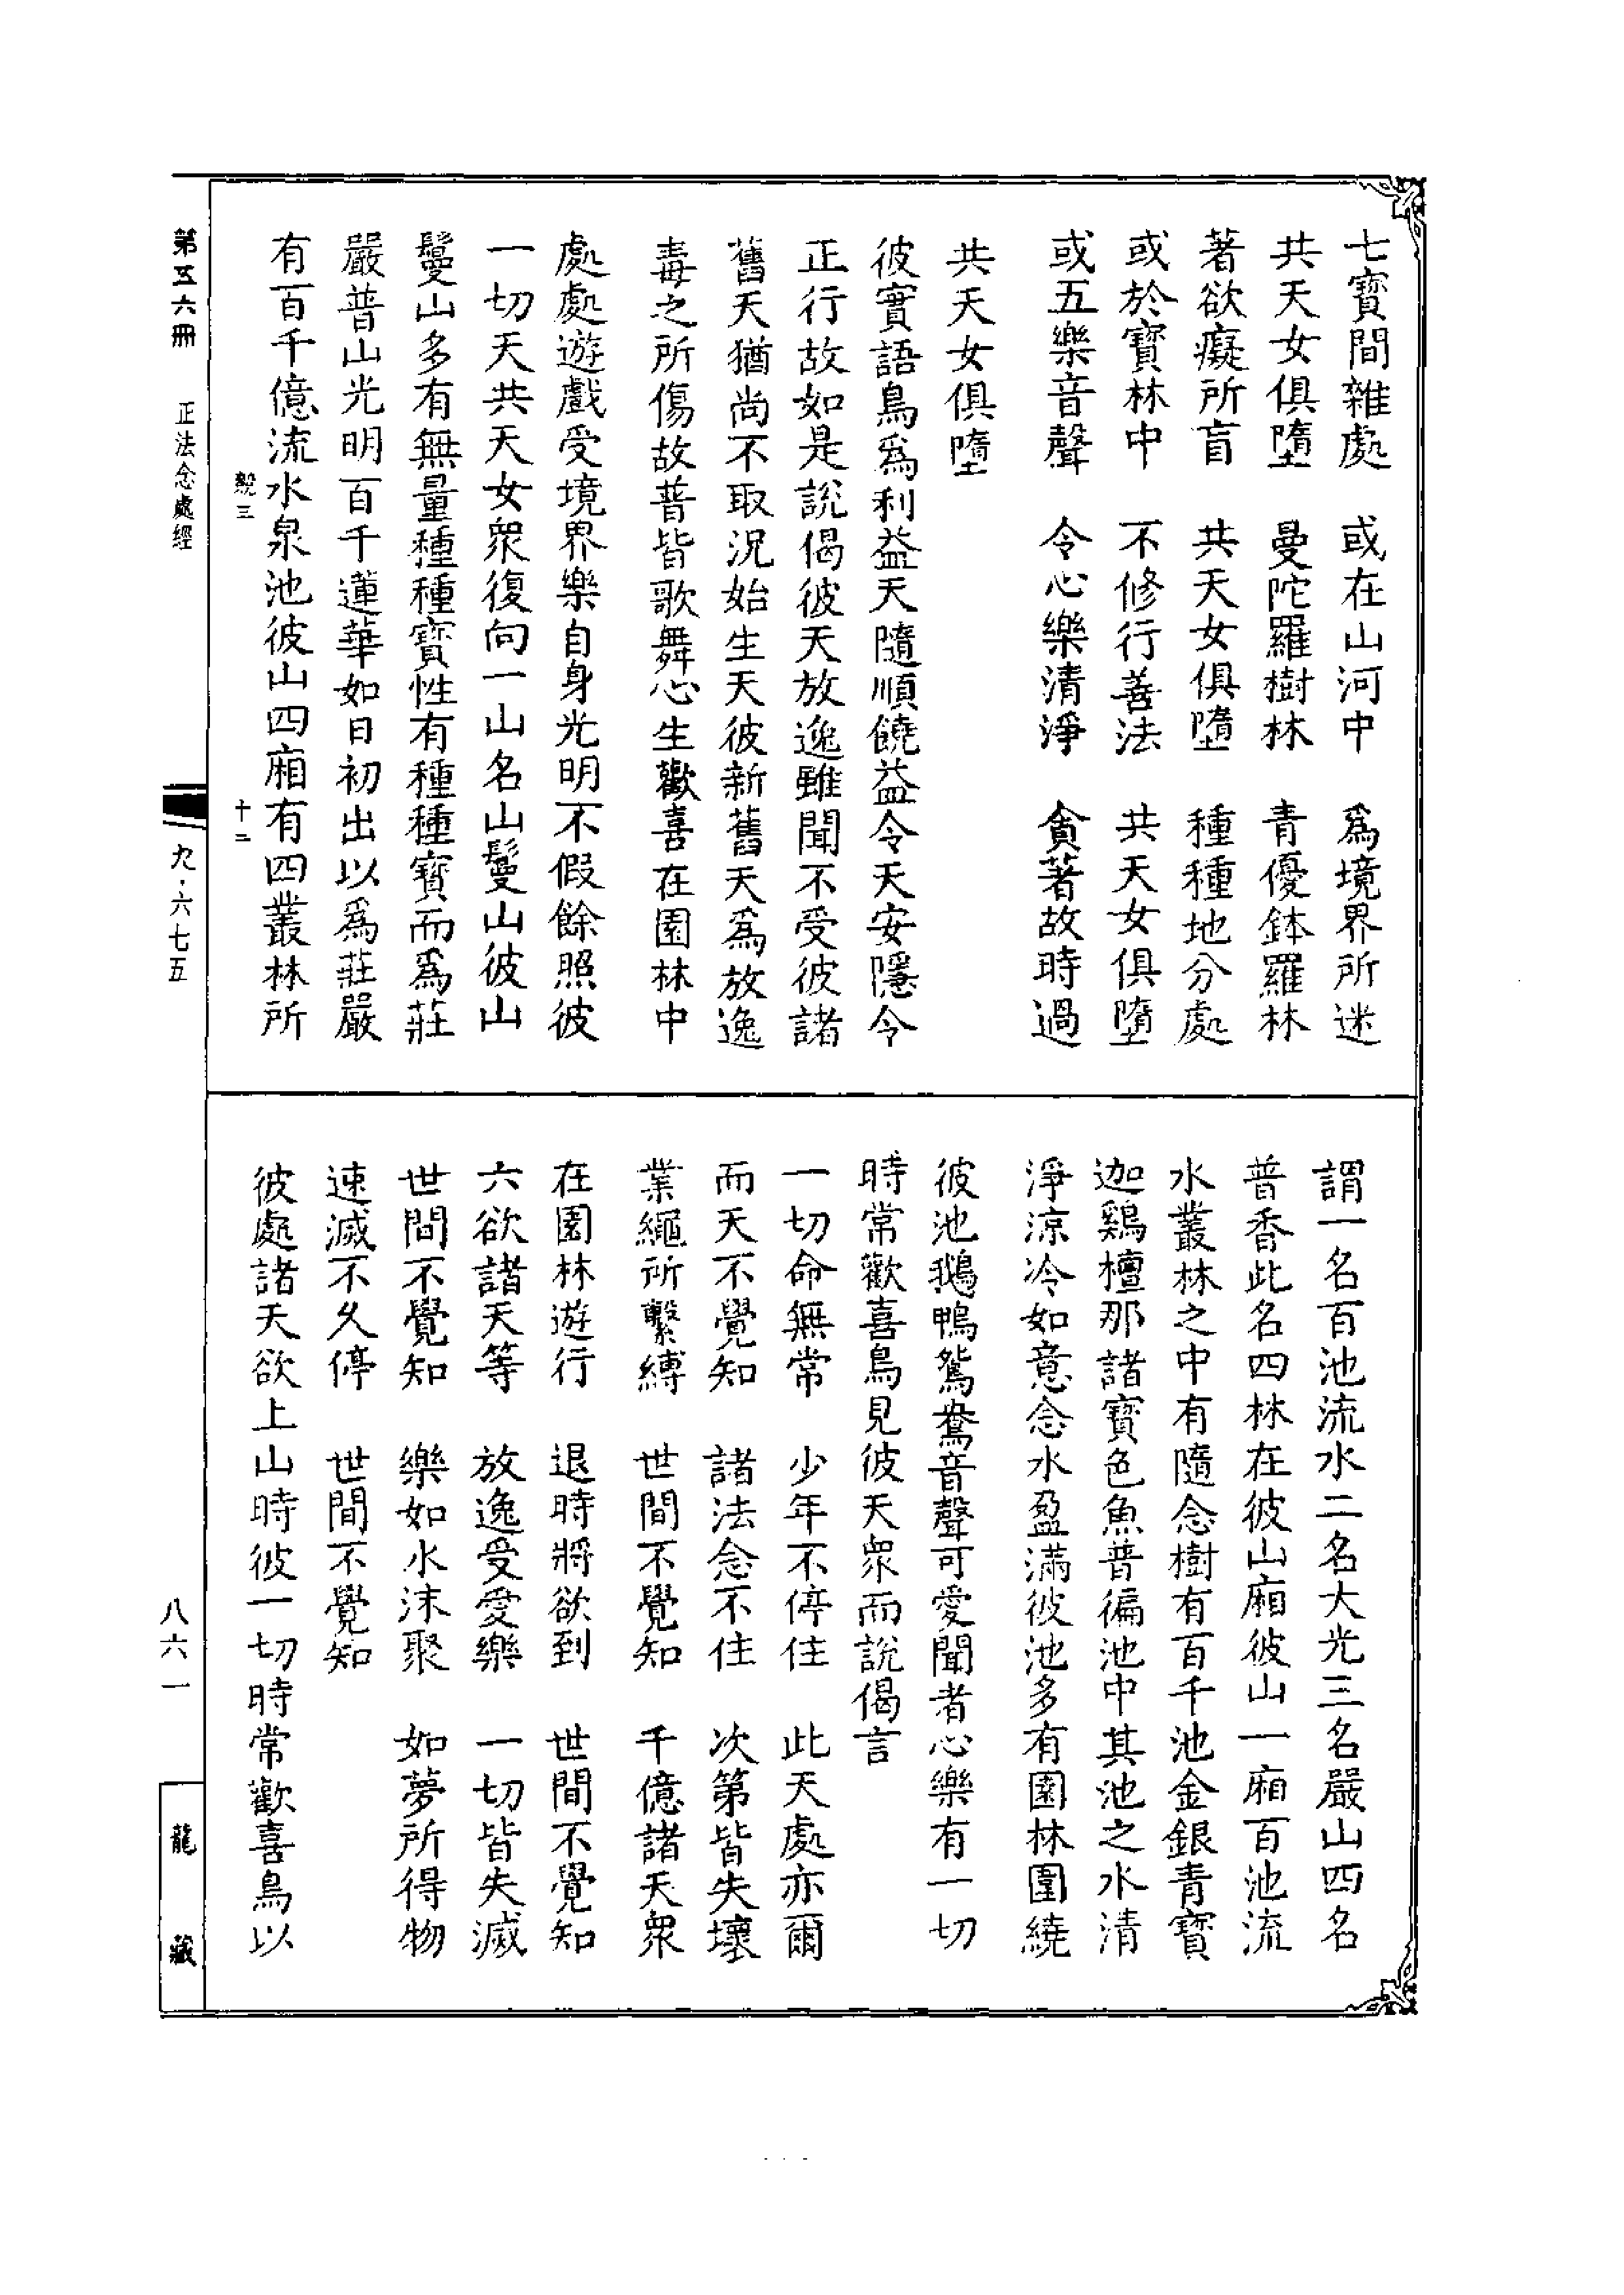 七寶間雜處　或在山河中　爲境界所迷
共天女俱墮　曼陀羅樹林　青優鉢羅林
著欲癡所盲　共天女俱墮　種種地分處
或於寶林中　不修行善法　共天女俱墮
或五樂音聲　令心樂清淨　貪著故時過
共天女俱墮
彼實語鳥爲利益天隨順饒益令天安隱令
正行故如是說偈彼天放逸雖聞不受彼諸
舊天猶尚不取況始生天彼新舊天爲放逸
毒之所傷故普皆歌舞心生歡喜在園林中
處處遊戲受境界樂自身光明不假餘照彼
一切天共天女衆復向一山名山鬘山彼山
鬘山多有無量種種寶性有種種寶而爲莊
嚴普山光明百千蓮華如日初出以爲莊嚴
有百千億流水泉池彼山四廂有四叢林所
毅三
十二
謂一名百池流水二名大光三名嚴山四名
普香此名四林在彼山廂彼山一廂百池流
水叢林之中有隨念樹有百千池金銀青寶
迦鷄檀那諸寶色魚普徧池中其池之水清
淨涼冷如意念水盈滿彼池多有園林圍繞
彼池鵝鴨鴛鴦音聲可愛聞者心樂有一切
時常歡喜鳥見彼天衆而說偈言
一切命無常　少年不停住　此天處亦爾
而天不覺知　諸法念不住　次第皆失壞
業繩所繫縛　世間不覺知　千億諸天衆
在園林遊行　退時將欲到　世間不覺知
六欲諸天等　放逸受愛樂　一切皆失滅
世間不覺知　樂如水沫聚　如夢所得物
速滅不久停　世間不覺知
彼處諸天欲上山時彼一切時常歡喜鳥以
第五六冊　正法念處經
九·六七五
八六一
龍藏